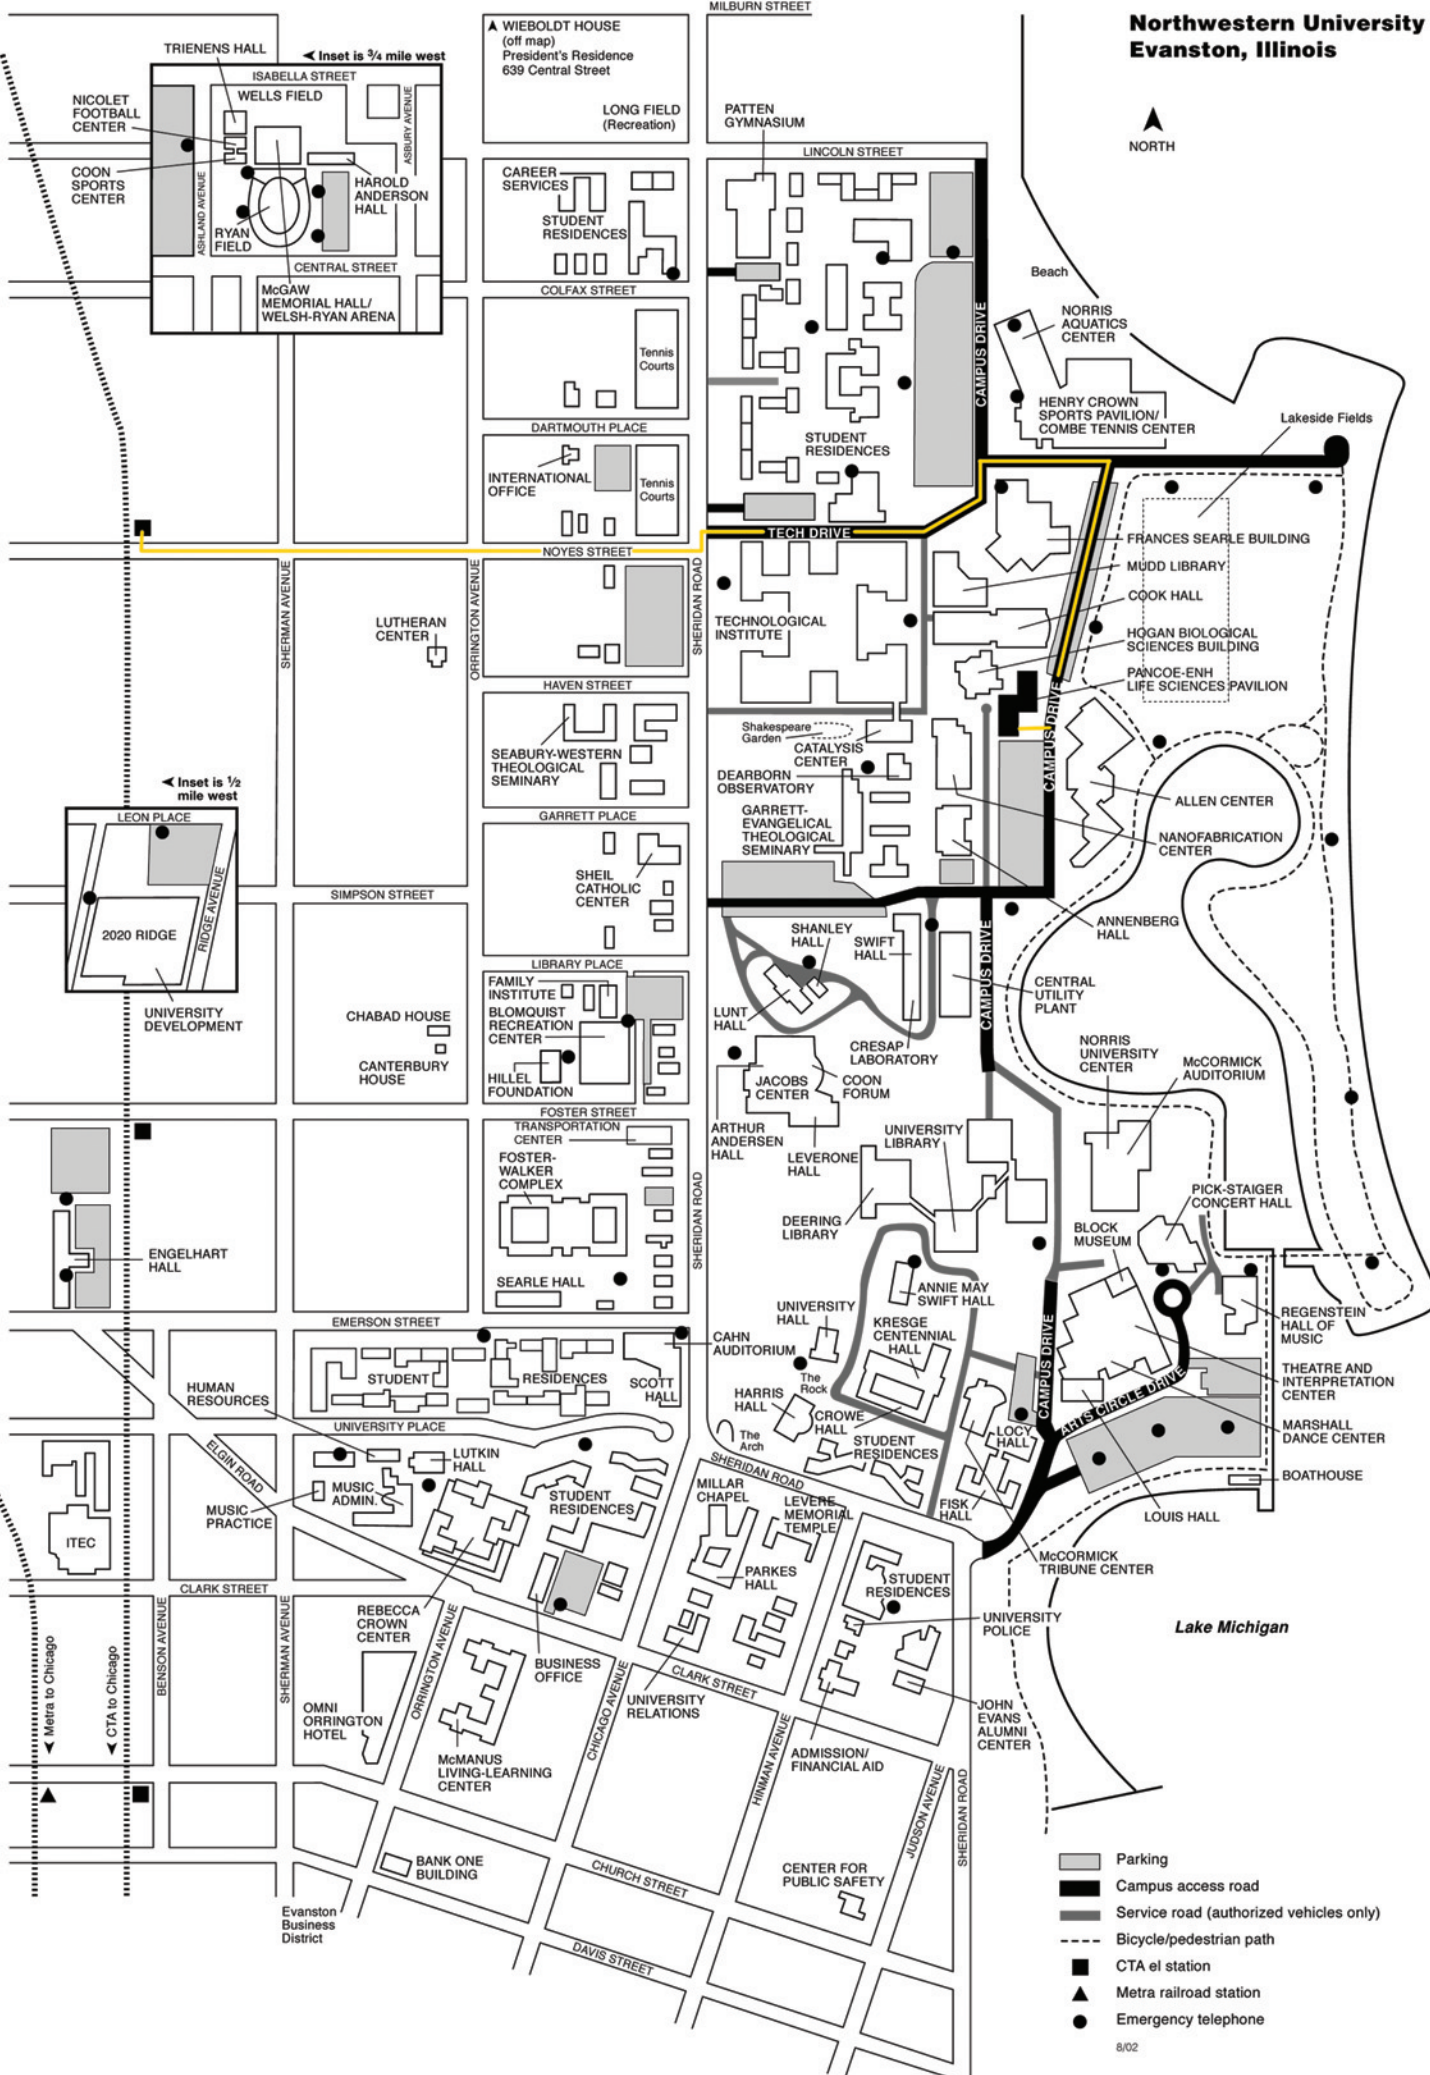 MILBURN STREET
Northwestern University
Evanston, Illinois
NORTH
WIEBOLDT HOUSE
(off map)
President's Residence
639 Central Street
LONG FIELD
(Recreation)
TRIENENS HALL
Inset is ¾ mile west
ISABELLA STREET
WELLS FIELD
NICOLET
FOOTBALL
CENTER
ASBURY AVENUE
COON
SPORTS
CENTER
ASHLAND AVENUE
HAROLD
ANDERSON
HALL
RYAN
FIELD
CENTRAL STREET
McGAW
MEMORIAL HALL/
WELSH-RYAN ARENA
PATTEN
GYMNASIUM
LINCOLN STREET
CAREER
SERVICES
STUDENT
RESIDENCES
COLFAX STREET
Beach
CAMPUS DRIVE
NORRIS
AQUATICS
CENTER
Tennis
Courts
HENRY CROWN
SPORTS PAVILION/
COMBE TENNIS CENTER
Lakeside Fields
DARTMOUTH PLACE
STUDENT
RESIDENCES
INTERNATIONAL
OFFICE
Tennis
Courts
TECH DRIVE
NOYES STREET
FRANCES SEARLE BUILDING
MUDD LIBRARY
COOK HALL
SHERMAN AVENUE
ORRINGTON AVENUE
SHERIDAN ROAD
LUTHERAN
CENTER
TECHNOLOGICAL
INSTITUTE
HOGAN BIOLOGICAL
SCIENCES BUILDING
PANCOE-ENH
LIFE SCIENCES PAVILION
HAVEN STREET
CAMPUS DRIVE
Shakespeare
Garden
CATALYSIS
CENTER
SEABURY-WESTERN
THEOLOGICAL
SEMINARY
DEARBORN
OBSERVATORY
Inset is ½
mile west
ALLEN CENTER
LEON PLACE
GARRETT PLACE
GARRETT-
EVANGELICAL
THEOLOGICAL
SEMINARY
NANOFABRICATION
CENTER
SHEIL
CATHOLIC
CENTER
SIMPSON STREET
RIDGE AVENUE
2020 RIDGE
ANNENBERG
HALL
SHANLEY
HALL
SWIFT
HALL
CAMPUS DRIVE
LIBRARY PLACE
UNIVERSITY
DEVELOPMENT
FAMILY
INSTITUTE
BLOMQUIST
RECREATION
CENTER
CENTRAL
UTILITY
PLANT
CHABAD HOUSE
LUNT
HALL
CRESAP
LABORATORY
CANTERBURY
HOUSE
HILLEL
FOUNDATION
JACOBS
CENTER
COON
FORUM
NORRIS
UNIVERSITY
CENTER
McCORMICK
AUDITORIUM
FOSTER STREET
TRANSPORTATION
CENTER
ARTHUR
ANDERSEN
HALL
LEVERONE
HALL
UNIVERSITY
LIBRARY
FOSTER-
WALKER
COMPLEX
SHERIDAN ROAD
DEERING
LIBRARY
PICK-STAIGER
CONCERT HALL
BLOCK
MUSEUM
ENGELHART
HALL
SEARLE HALL
ANNIE MAY
SWIFT HALL
EMERSON STREET
UNIVERSITY
HALL
KRESGE
CENTENNIAL
HALL
REGENSTEIN
HALL OF
MUSIC
CAHN
AUDITORIUM
CAMPUS DRIVE
THEATRE AND
INTERPRETATION
CENTER
STUDENT
RESIDENCES
SCOTT
HALL
The
Rock
HUMAN
RESOURCES
HARRIS
HALL
CROWE
HALL
ARTS CIRCLE DRIVE
MARSHALL
DANCE CENTER
UNIVERSITY PLACE
The
Arch
STUDENT
RESIDENCES
LOCY
HALL
ELGIN ROAD
LUTKIN
HALL
SHERIDAN ROAD
BOATHOUSE
MUSIC
ADMIN.
MUSIC
PRACTICE
STUDENT
RESIDENCES
MILLAR
CHAPEL
LEVERE
MEMORIAL
TEMPLE
FISK
HALL
LOUIS HALL
ITEC
McCORMICK
TRIBUNE CENTER
PARKES
HALL
STUDENT
RESIDENCES
CLARK STREET
REBECCA
CROWN
CENTER
UNIVERSITY
POLICE
Lake Michigan
Metra to Chicago
CTA to Chicago
BENSON AVENUE
SHERMAN AVENUE
ORRINGTON AVENUE
BUSINESS
OFFICE
CHICAGO AVENUE
UNIVERSITY
RELATIONS
CLARK STREET
OMNI
ORRINGTON
HOTEL
JOHN
EVANS
ALUMNI
CENTER
McMANUS
LIVING-LEARNING
CENTER
HINMAN AVENUE
ADMISSION/
FINANCIAL AID
JUDSON AVENUE
SHERIDAN ROAD
BANK ONE
BUILDING
CHURCH STREET
CENTER FOR
PUBLIC SAFETY
Evanston
Business
District
DAVIS STREET
Parking
Campus access road
Service road (authorized vehicles only)
Bicycle/pedestrian path
CTA el station
Metra railroad station
Emergency telephone
8/02